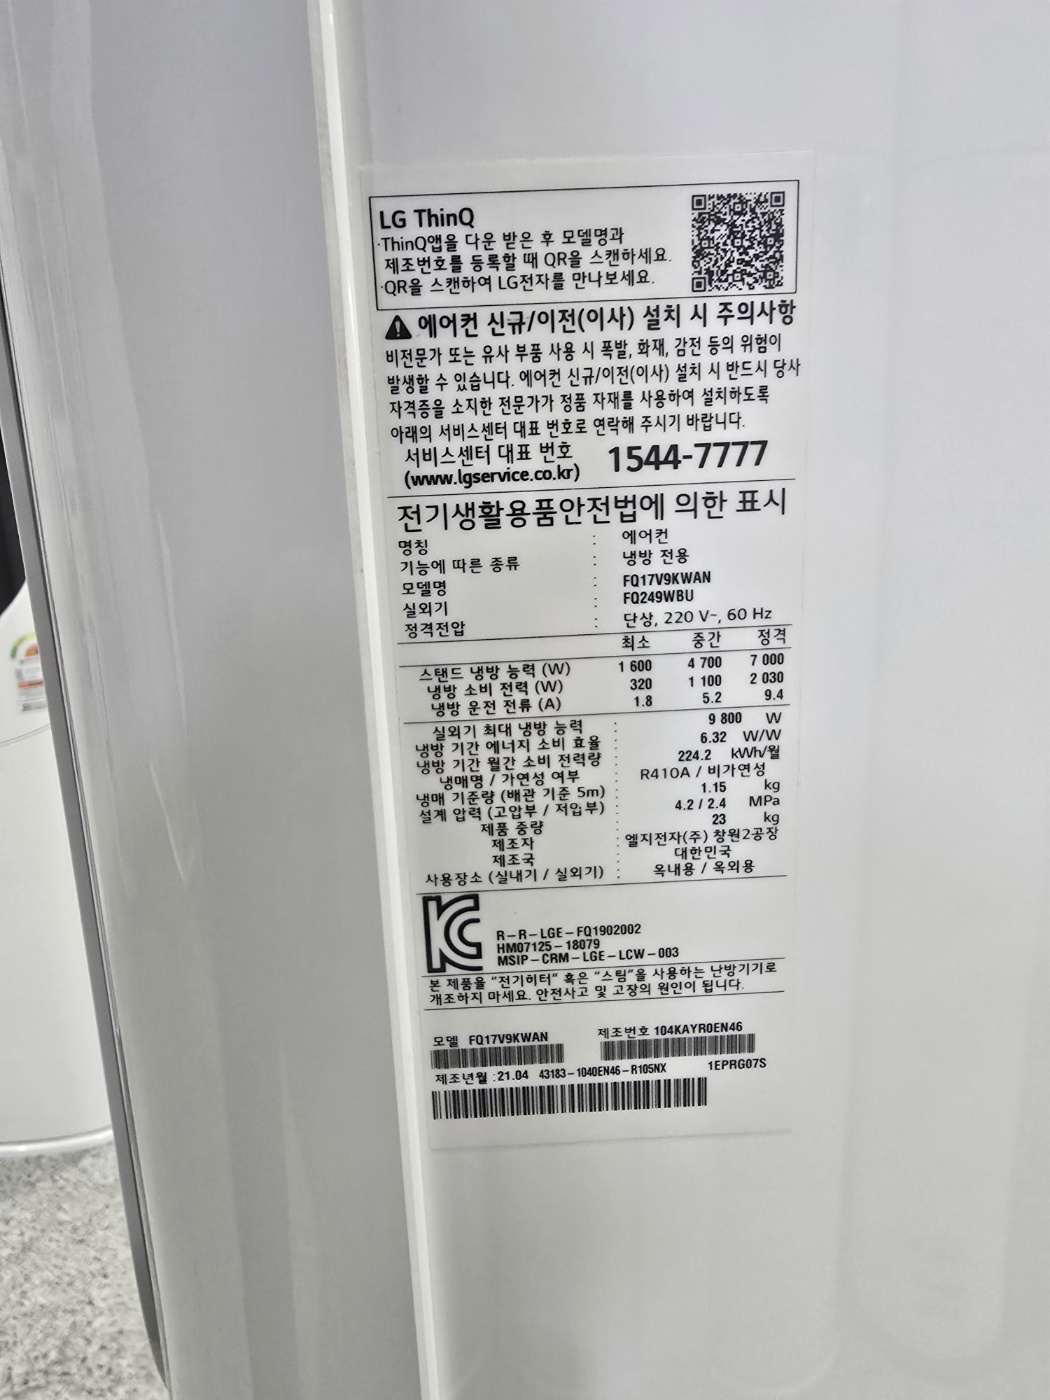 LG ThinQ
·ThinQ앱을 다운 받은 후 모델명과
제조번호를 등록할 때 QR을 스캔하세요.
·QR을 스캔하여 LG전자를 만나보세요.
에어컨 신규/이전(이사) 설치 시 주의사항
비전문가 또는 유사 부품 사용 시 폭발, 화재, 감전 등의 위험이
발생할 수 있습니다. 에어컨 신규/이전(이사) 설치 시 반드시 당사
자격증을 소지한 전문가가 정품 자재를 사용하여 설치하도록
아래의 서비스센터 대표 번호로 연락해 주시기 바랍니다.
서비스센터 대표 번호 1544-7777
(www.lgservice.co.kr)
전기생활용품안전법에 의한 표시
명칭 : 에어컨
기능에 따른 종류 : 냉방 전용
모델명 : FQ17V9KWAN
실외기 : FQ249WBU
정격전압 : 단상, 220 V~, 60 Hz
최소 중간 정격
스탠드 냉방 능력 (W) 1 600 4 700 7 000
냉방 소비 전력 (W) 320 1 100 2 030
냉방 운전 전류 (A) 1.8 5.2 9.4
실외기 최대 냉방 능력 : 9 800 W
냉방 기간 에너지 소비 효율 : 6.32 W/W
냉방 기간 월간 소비 전력량 : 224.2 kWh/월
냉매명 / 가연성 여부 : R410A / 비가연성
냉매 기준량 (배관 기준 5m) : 1.15 kg
설계 압력 (고압부 / 저압부) : 4.2 / 2.4 MPa
제품 중량 : 23 kg
제조자 : 엘지전자(주) 창원2공장
제조국 : 대한민국
사용장소 (실내기 / 실외기) : 옥내용 / 옥외용
R-R-LGE-FQ1902002
HM07125-18079
MSIP-CRM-LGE-LCW-003
본 제품을 "전기히터" 혹은 "스팀"을 사용하는 난방기기로
개조하지 마세요. 안전사고 및 고장의 원인이 됩니다.
모델 FQ17V9KWAN 제조번호 104KAYR0EN46
제조년월 : 21.04 43183-1040EN46-R105NX 1EPRG07S